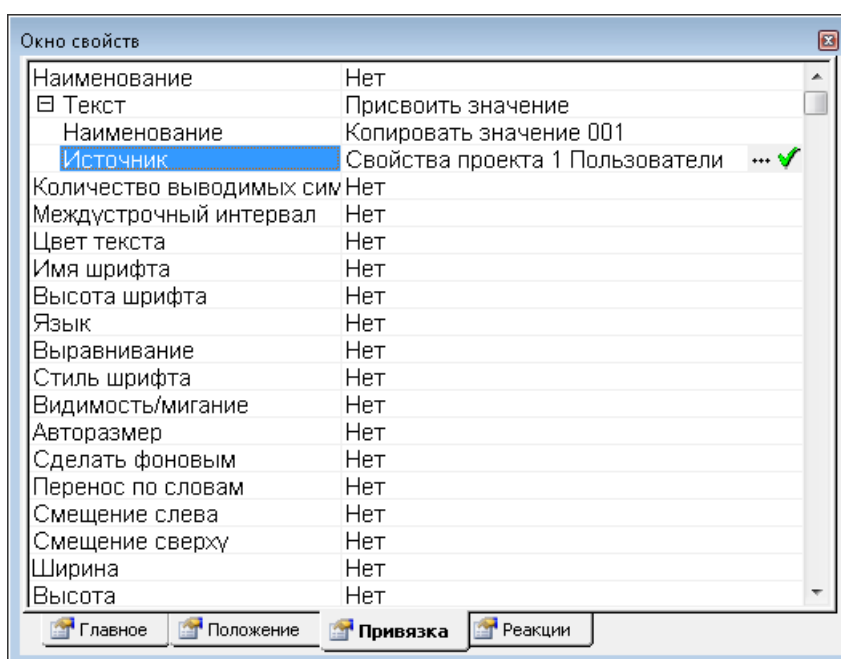 Окно свойств
Наименование Нет
Текст Присвоить значение
Наименование Копировать значение 001
Источник Свойства проекта 1 Пользователи ...
Количество выводимых сим Нет
Междустрочный интервал Нет
Цвет текста Нет
Имя шрифта Нет
Высота шрифта Нет
Язык Нет
Выравнивание Нет
Стиль шрифта Нет
Видимость/мигание Нет
Авторазмер Нет
Сделать фоновым Нет
Перенос по словам Нет
Смещение слева Нет
Смещение сверху Нет
Ширина Нет
Высота Нет
Главное Положение Привязка Реакции